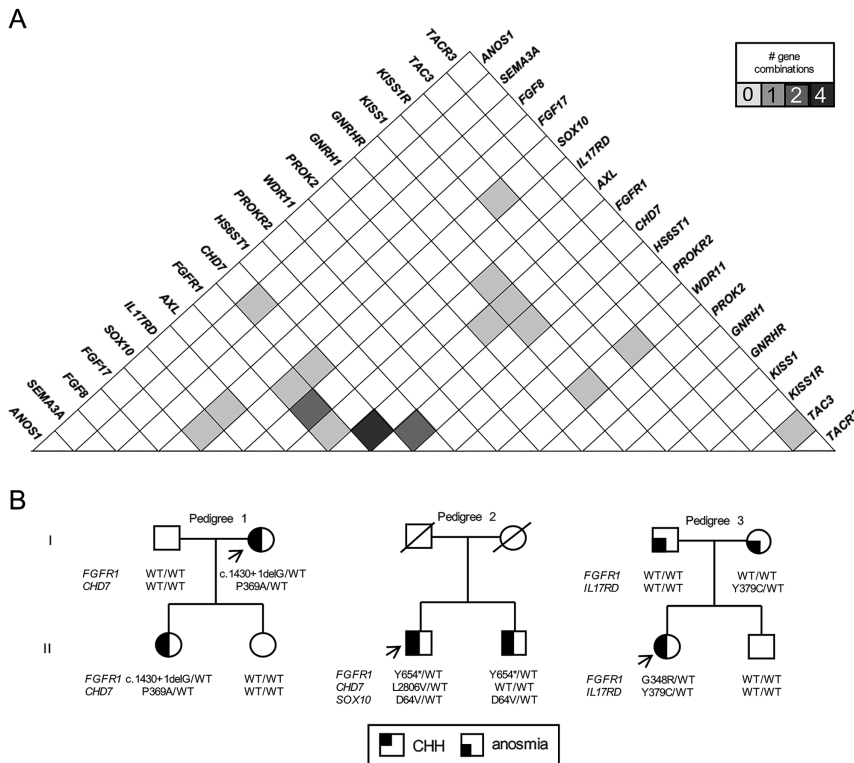 A
TACR3
TAC3
KISS1R
KISS1
GNRHR
GNRH1
PROK2
WDR11
PROKR2
HS6ST1
CHD7
FGFR1
AXL
IL17RD
SOX10
FGF17
FGF8
SEMA3A
ANOS1
ANOS1
SEMA3A
FGF8
FGF17
SOX10
IL17RD
AXL
FGFR1
CHD7
HS6ST1
PROKR2
WDR11
PROK2
GNRH1
GNRHR
KISS1
KISS1R
TAC3
TACR3
# gene
combinations
0 1 2 4
B
Pedigree 1
I
FGFR1 WT/WT c.1430+1delG/WT
CHD7 WT/WT P369A/WT
II
FGFR1 c.1430+1delG/WT WT/WT
CHD7 P369A/WT WT/WT
Pedigree 2
FGFR1 Y654*/WT Y654*/WT
CHD7 L2806V/WT WT/WT
SOX10 D64V/WT D64V/WT
Pedigree 3
FGFR1 WT/WT WT/WT
IL17RD WT/WT Y379C/WT
FGFR1 G348R/WT WT/WT
IL17RD Y379C/WT WT/WT
CHH anosmia